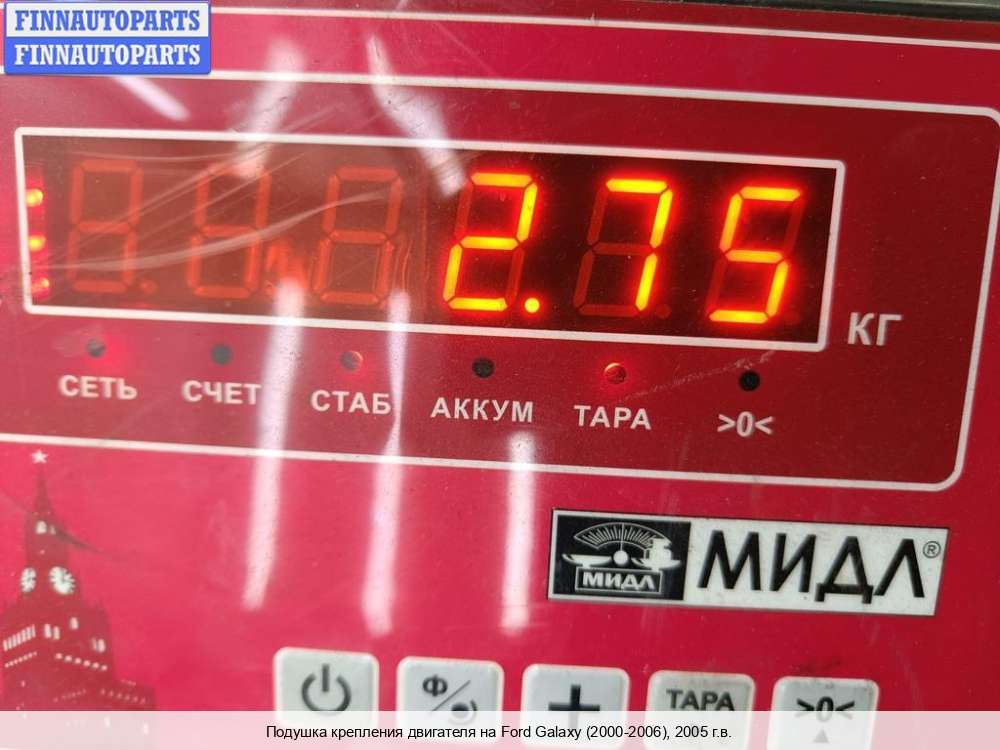 FINNAUTOPARTS
FINNAUTOPARTS
2.75
КГ
СЕТЬ СЧЕТ СТАБ АККУМ ТАРА >0<
МИДЛ МИДЛ®
Ф
+
ТАРА
>0<
Подушка крепления двигателя на Ford Galaxy (2000-2006), 2005 г.в.